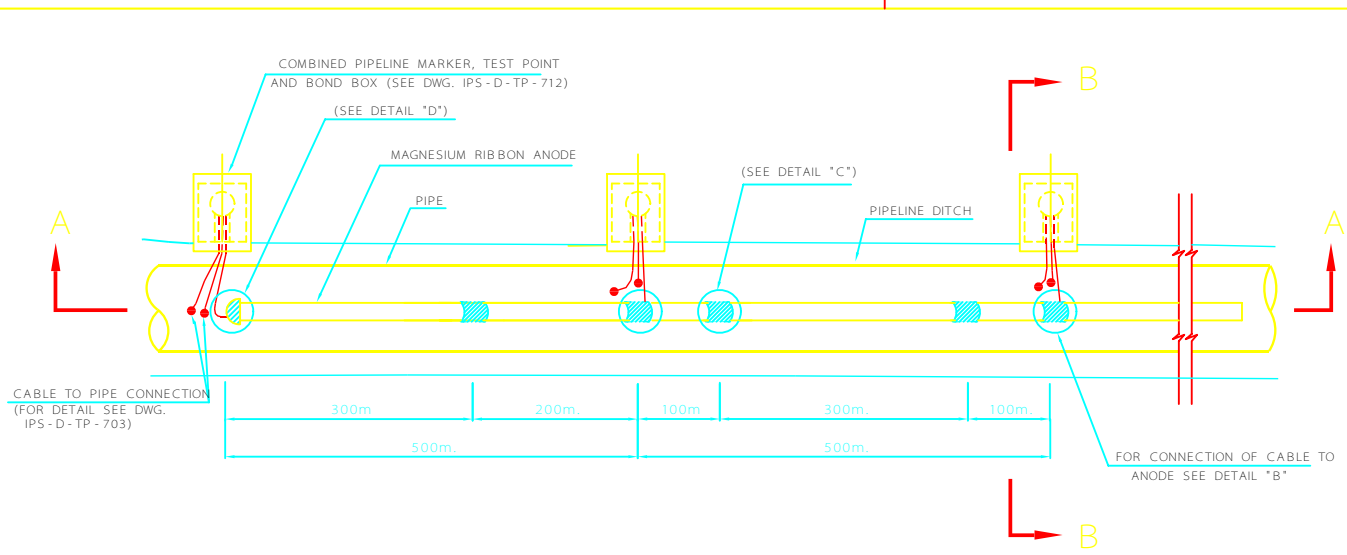 COMBINED PIPELINE MARKER, TEST POINT
AND BOND BOX (SEE DWG. IPS-D-TP-712)
(SEE DETAIL "D")
MAGNESIUM RIBBON ANODE
PIPE
(SEE DETAIL "C")
PIPELINE DITCH
B
A
A
CABLE TO PIPE CONNECTION
(FOR DETAIL SEE DWG.
IPS-D-TP-703)
300m
200m.
100m
300m.
100m.
500m.
500m.
FOR CONNECTION OF CABLE TO
ANODE SEE DETAIL "B"
B